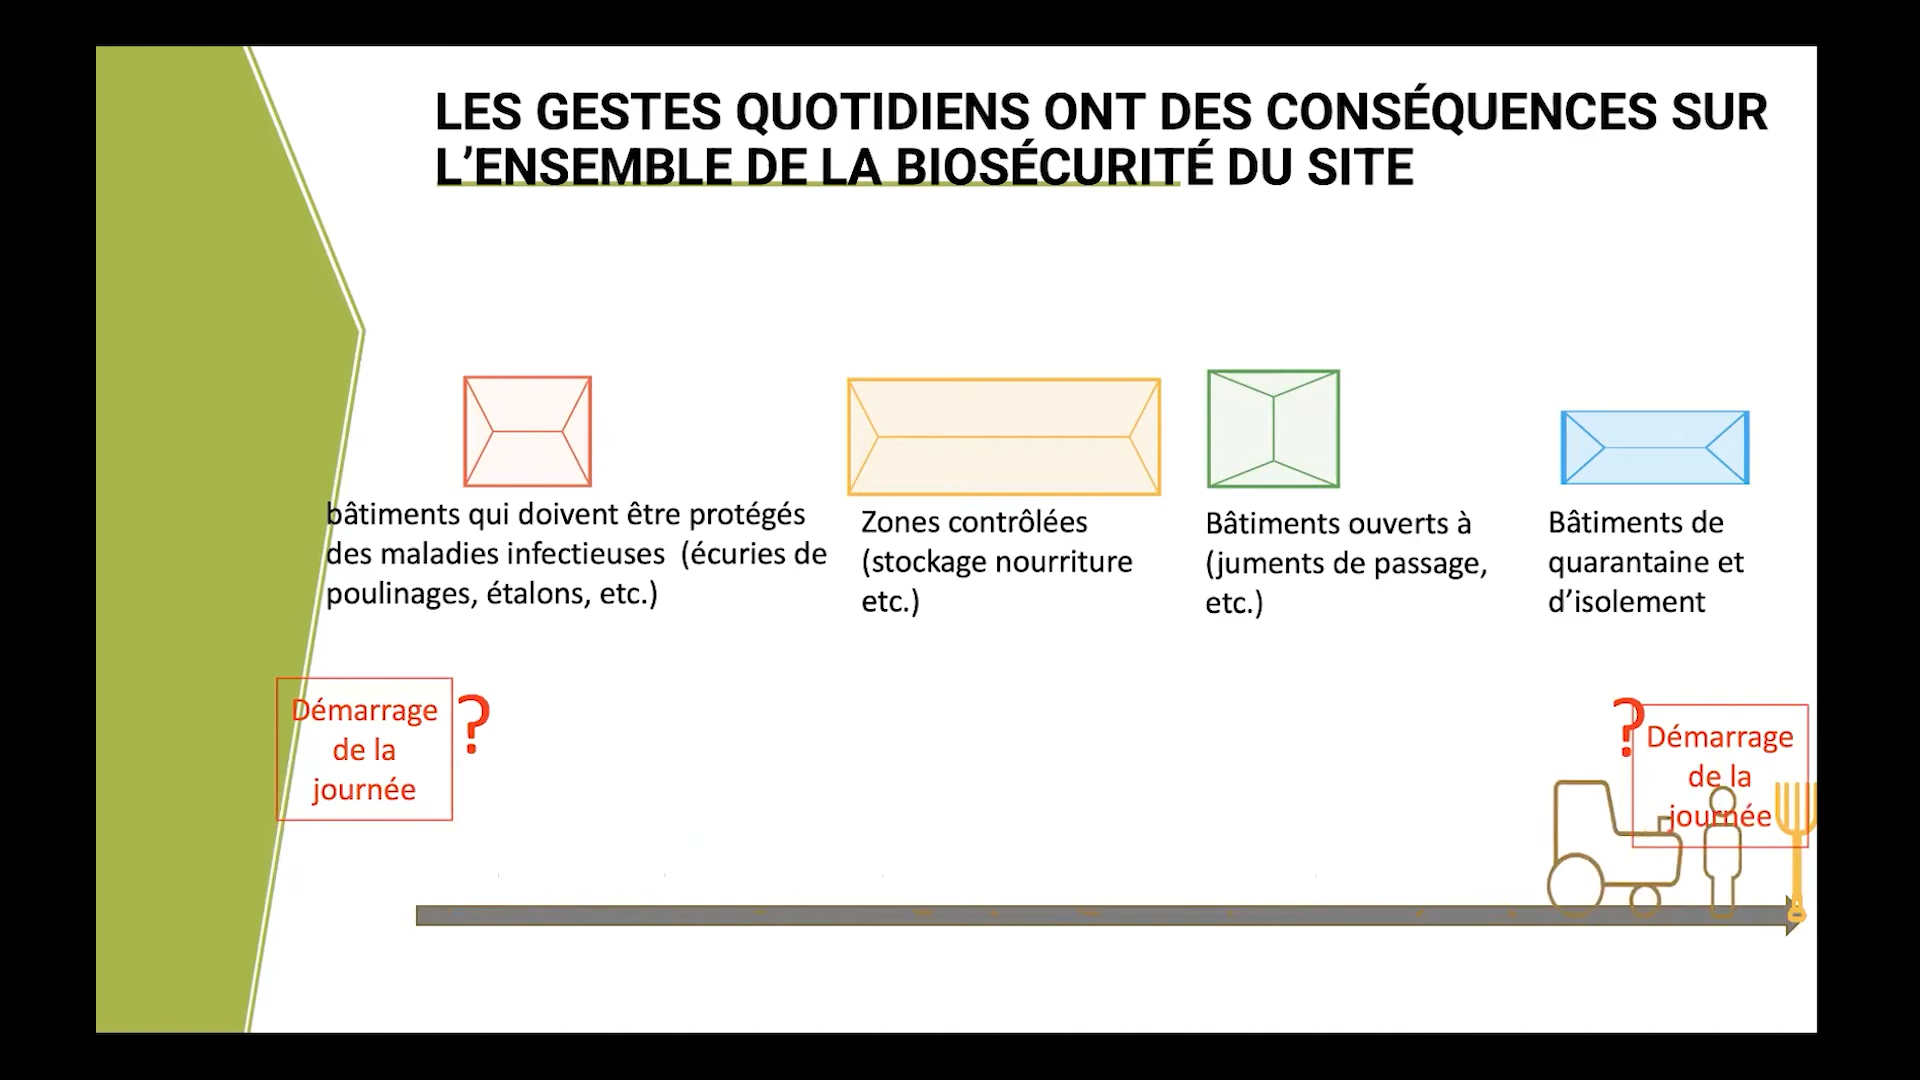 LES GESTES QUOTIDIENS ONT DES CONSÉQUENCES SUR
L’ENSEMBLE DE LA BIOSÉCURITÉ DU SITE
bâtiments qui doivent être protégés
des maladies infectieuses (écuries de
poulinages, étalons, etc.)
Zones contrôlées
(stockage nourriture
etc.)
Bâtiments ouverts à
(juments de passage,
etc.)
Bâtiments de
quarantaine et
d’isolement
Démarrage
de la
journée
?
?
Démarrage
de la
journée